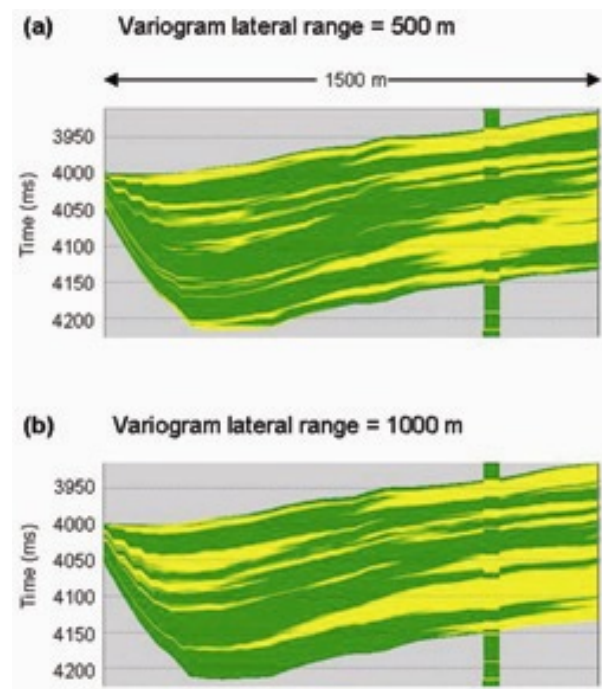 (a) Variogram lateral range = 500 m
1500 m
3950
4000
4050
4100
4150
4200
Time (ms)
(b) Variogram lateral range = 1000 m
3950
4000
4050
4100
4150
4200
Time (ms)